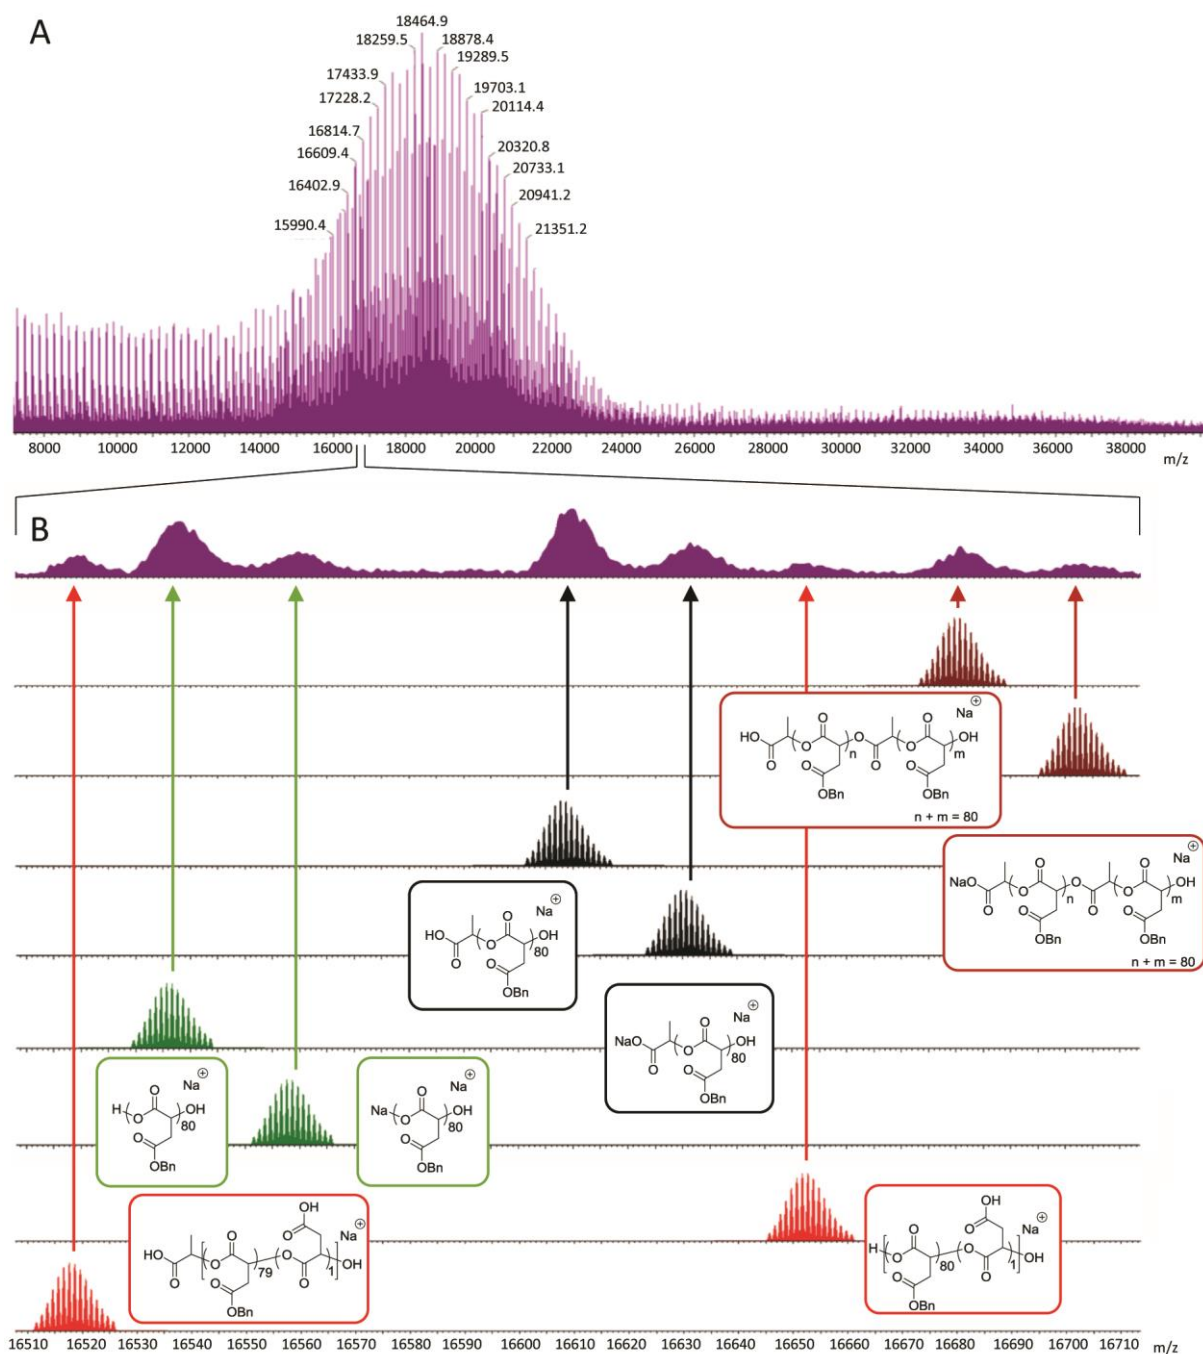 A
18464.9
18259.5 18878.4
19289.5
17433.9
19703.1
17228.2
20114.4
16814.7
20320.8
16609.4
20733.1
16402.9
20941.2
15990.4
21351.2
8000 10000 12000 14000 16000 18000 20000 22000 24000 26000 28000 30000 32000 34000 36000 38000 m/z
B
Na⊕
O O O O
HO O O O OH
n m
O O O
OBn OBn
n + m = 80
Na⊕
O O O O
NaO O O O OH
n m
O O O
OBn OBn
n + m = 80
Na⊕
O
HO O OH
80
O O
OBn
Na⊕
O
NaO O OH
80
O O
OBn
Na⊕
O
H O OH
80
O
OBn
Na⊕
O
Na O OH
80
O
OBn
OH
O
Na⊕
O O
HO O O OH
79 1
O O
OBn
OH
O
Na⊕
O O
H O O OH
80 1
O
OBn
16510 16520 16530 16540 16550 16560 16570 16580 16590 16600 16610 16620 16630 16640 16650 16660 16670 16680 16690 16700 16710 m/z